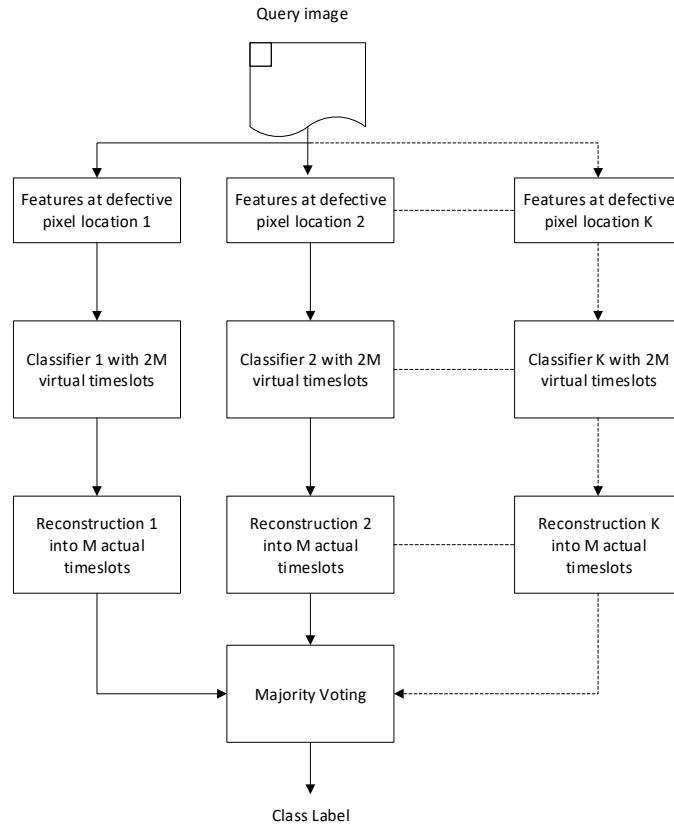 Query image
Features at defective
pixel location 1
Features at defective
pixel location 2
Features at defective
pixel location K
Classifier 1 with 2M
virtual timeslots
Classifier 2 with 2M
virtual timeslots
Classifier K with 2M
virtual timeslots
Reconstruction 1
into M actual
timeslots
Reconstruction 2
into M actual
timeslots
Reconstruction K
into M actual
timeslots
Majority Voting
Class Label